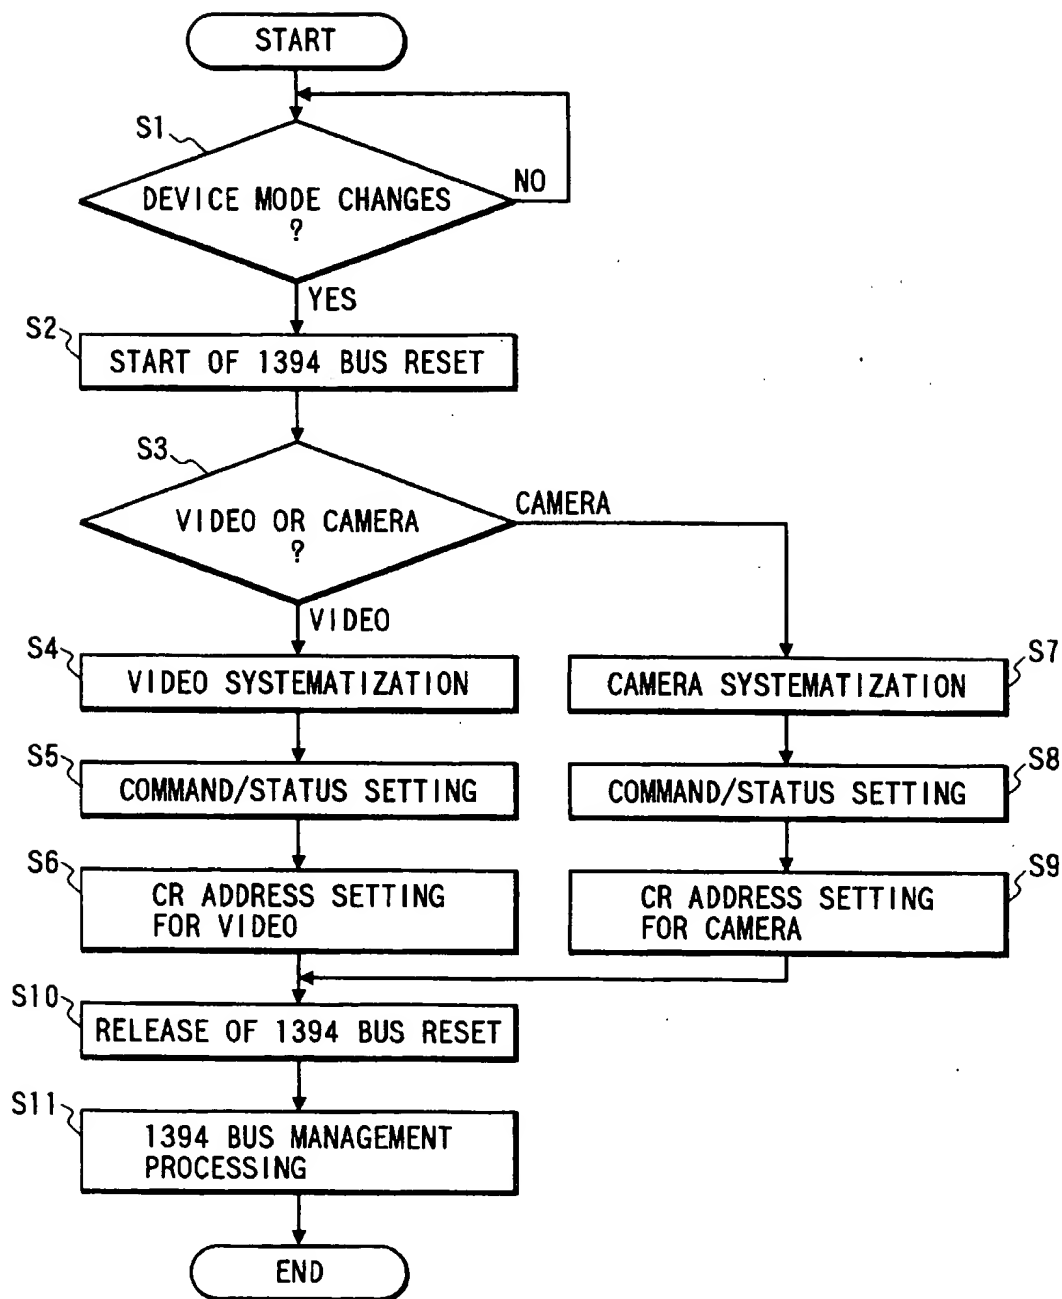 START
S1
DEVICE MODE CHANGES
?
NO
YES
S2
START OF 1394 BUS RESET
S3
VIDEO OR CAMERA
?
CAMERA
VIDEO
S4
VIDEO SYSTEMATIZATION
S7
CAMERA SYSTEMATIZATION
S5
COMMAND/STATUS SETTING
S8
COMMAND/STATUS SETTING
S6
CR ADDRESS SETTING
FOR VIDEO
S9
CR ADDRESS SETTING
FOR CAMERA
S10
RELEASE OF 1394 BUS RESET
S11
1394 BUS MANAGEMENT
PROCESSING
END